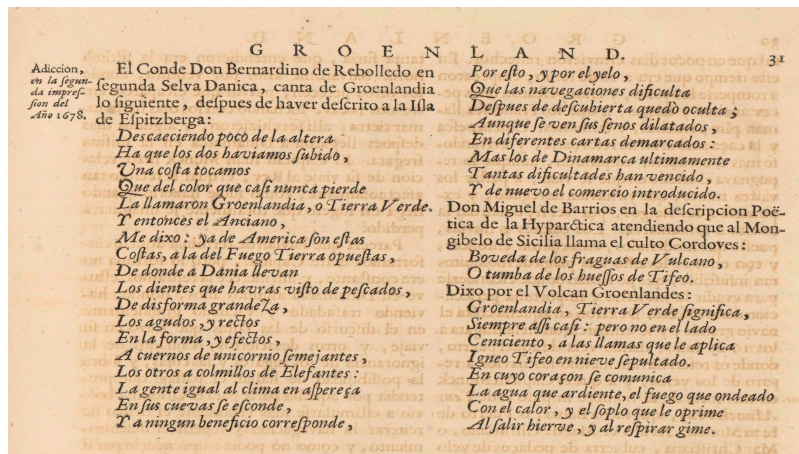 GROENLAND.
31
Adiccion,
en la segun-
da impres-
sion del
Año 1678.
El Conde Don Bernardino de Rebolledo en
segunda Selva Danica, canta de Groenlandia
lo siguiente, despues de haver descrito a la Isla
de Espitzberga:
Descaeciendo poco de la altera
Ha que los dos haviamos subido,
Una costa tocamos
Que del color que casi nunca pierde
La llamaron Groenlandia, o Tierra Verde.
Y entonces el Anciano,
Me dixo: ya de America son estas
Costas, a la del Fuego Tierra opuestas,
De donde à Dania llevan
Los dientes que havras visto de pescados,
De disforma grandeza,
Los agudos, y rectos
En la forma, y efectos,
A cuernos de unicornio semejantes,
Los otros a colmillos de Elefantes:
La gente igual al clima en aspereça
En sus cuevas se esconde,
Y a ningun beneficio corresponde,
Por esto, y por el yelo,
Que las navegaciones dificulta
Despues de descubierta quedò oculta;
Aunque se ven sus senos dilatados,
En diferentes cartas demarcados:
Mas los de Dinamarca ultimamente
Tantas dificultades han vencido,
Y de nuevo el comercio introducido.
Don Miguel de Barrios en la descripcion Poë-
tica de la Hyparctica atendiendo que al Mon-
gibelo de Sicilia llama el culto Cordoves:
Boveda de los fraguas de Vulcano,
O tumba de los huessos de Tifeo.
Dixo por el Volcan Groenlandes:
Groenlandia, Tierra Verde significa,
Siempre assi casi: pero no en el lado
Ceniciento, a las llamas que le aplica
Igneo Tifeo en nieve sepultado.
En cuyo coraçon se comunica
La agua que ardiente, el fuego que ondeado
Con el calor, y el soplo que le oprime
Al salir hierve, y al respirar gime.